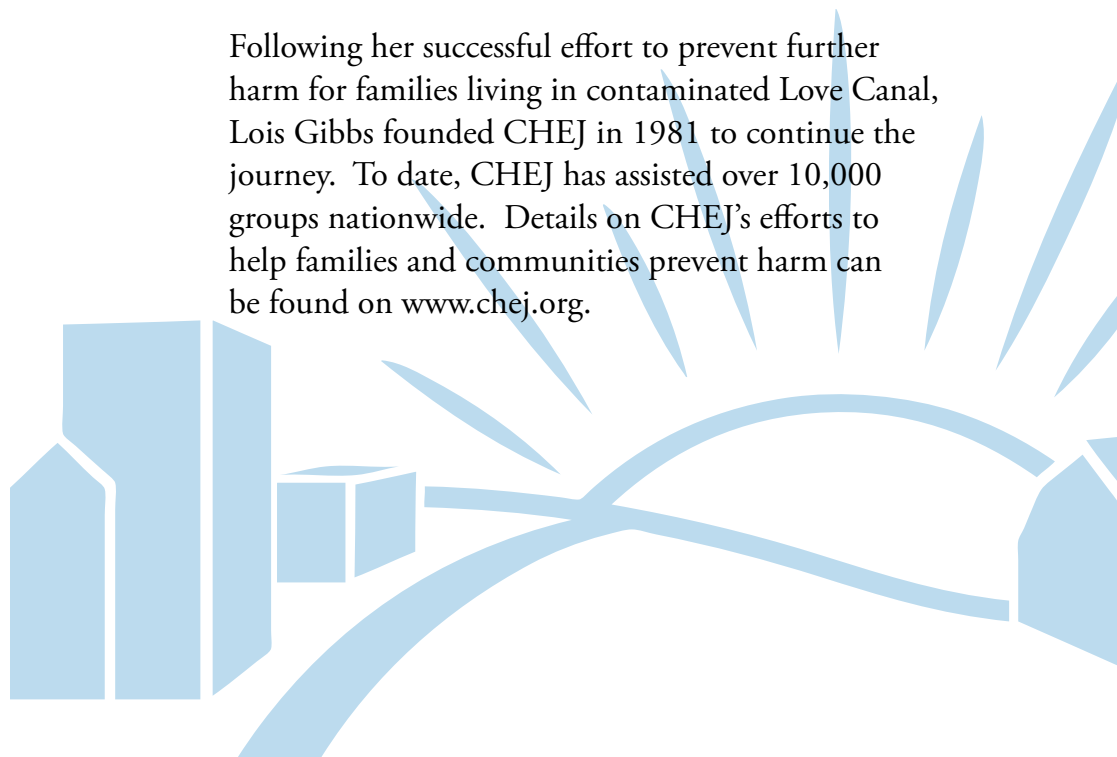 Following her successful effort to prevent further
harm for families living in contaminated Love Canal,
Lois Gibbs founded CHEJ in 1981 to continue the
journey.  To date, CHEJ has assisted over 10,000
groups nationwide.  Details on CHEJ’s efforts to
help families and communities prevent harm can
be found on www.chej.org.